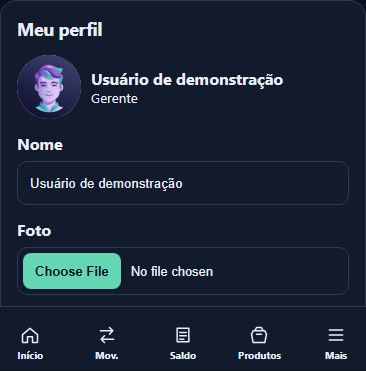 Meu perfil
Usuário de demonstração
Gerente
Nome
Usuário de demonstração
Foto
Choose File No file chosen
Início Mov. Saldo Produtos Mais